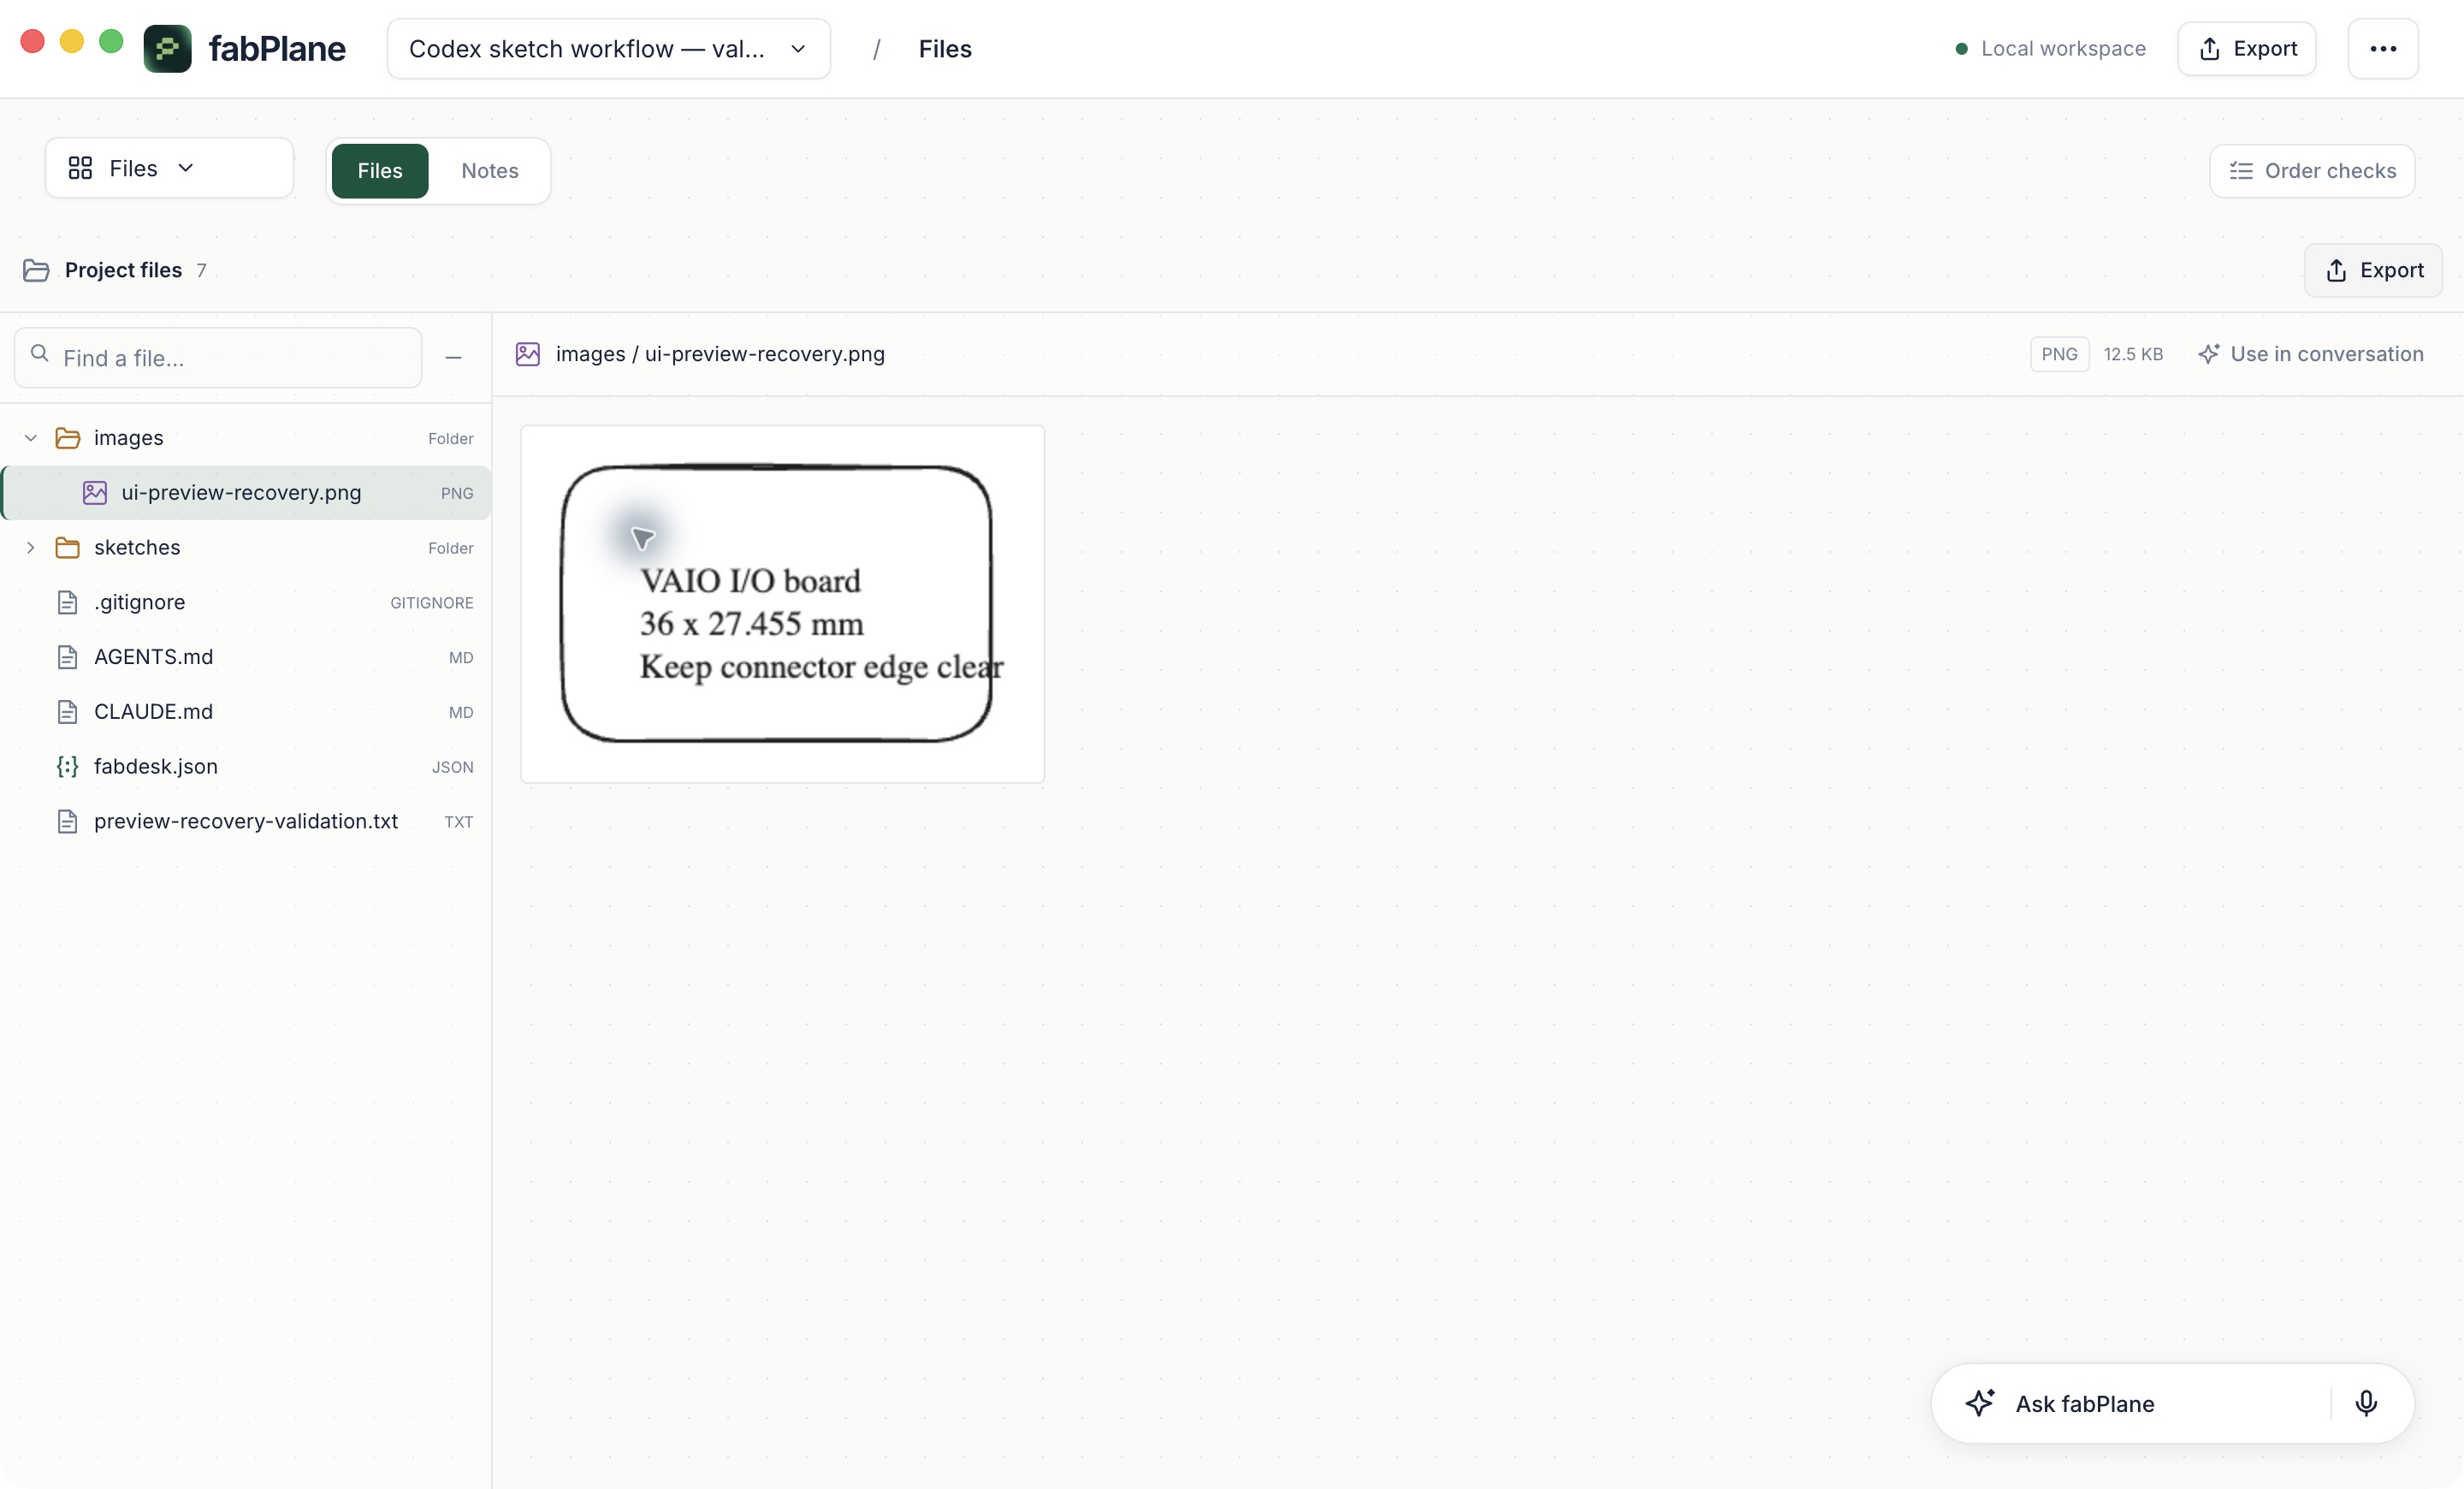 fabPlane
Codex sketch workflow — val...
/
Files
Local workspace
Export
Files
Files
Notes
Order checks
Project files 7
Export
Find a file...
images / ui-preview-recovery.png
PNG
12.5 KB
Use in conversation
images Folder
ui-preview-recovery.png PNG
sketches Folder
.gitignore GITIGNORE
AGENTS.md MD
CLAUDE.md MD
fabdesk.json JSON
preview-recovery-validation.txt TXT
VAIO I/O board
36 x 27.455 mm
Keep connector edge clear
Ask fabPlane